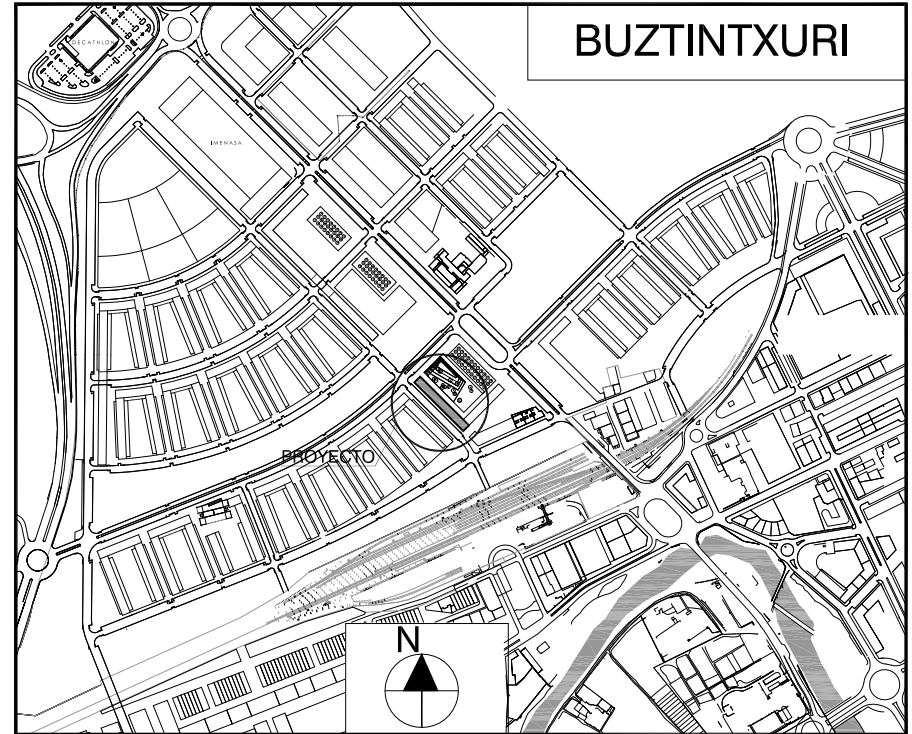 BUZTINTXURI
DECATHLON
IMENASA
PROYECTO
N